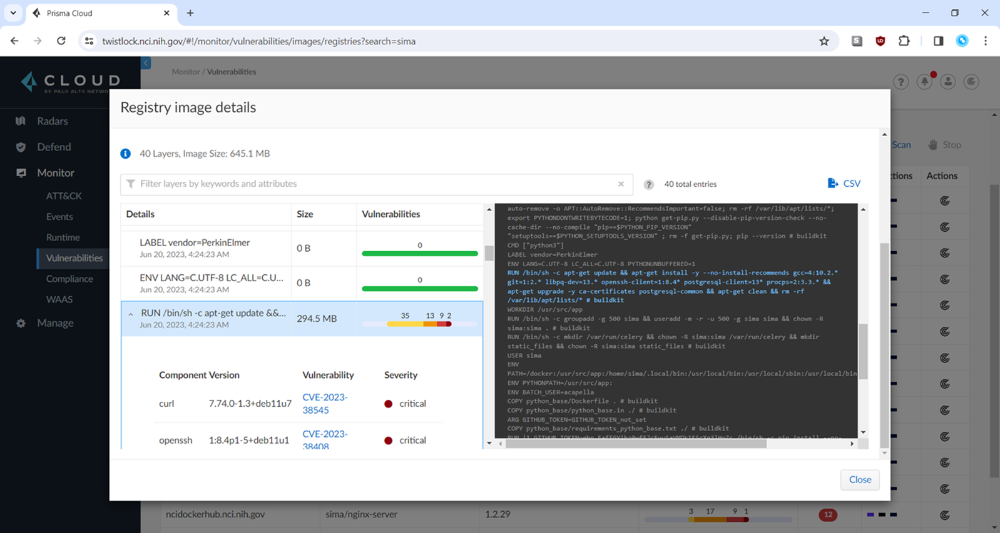 Prisma Cloud
twistlock.nci.nih.gov/#!/monitor/vulnerabilities/images/registries?search=sima
CLOUD
BY PALO ALTO NETWO
Monitor / Vulnerabilities
Radars
Defend
Monitor
ATT&CK
Events
Runtime
Vulnerabilities
Compliance
WAAS
Manage
Scan
Stop
tions
Actions
Registry image details
40 Layers, Image Size: 645.1 MB
Filter layers by keywords and attributes
40 total entries
CSV
Details Size Vulnerabilities
LABEL vendor=PerkinElmer
Jun 20, 2023, 4:24:23 AM
0 B
0
ENV LANG=C.UTF-8 LC_ALL=C.U...
Jun 20, 2023, 4:24:23 AM
0 B
0
RUN /bin/sh -c apt-get update &&...
Jun 20, 2023, 4:24:23 AM
294.5 MB
35 13 9 2
Component Version Vulnerability Severity
curl 7.74.0-1.3+deb11u7 CVE-2023-
38545
critical
openssh 1:8.4p1-5+deb11u1 CVE-2023-
38408
critical
auto-remove -o APT::AutoRemove::RecommendsImportant=false; rm -rf /var/lib/apt/lists/*;
export PYTHONDONTWRITEBYTECODE=1; python get-pip.py --disable-pip-version-check --no-
cache-dir --no-compile "pip==$PYTHON_PIP_VERSION"
"setuptools==$PYTHON_SETUPTOOLS_VERSION" ; rm -f get-pip.py; pip --version # buildkit
CMD ["python3"]
LABEL vendor=PerkinElmer
ENV LANG=C.UTF-8 LC_ALL=C.UTF-8 PYTHONUNBUFFERED=1
RUN /bin/sh -c apt-get update && apt-get install -y --no-install-recommends gcc=4:10.2.*
git=1:2.* libpq-dev=13.* openssh-client=1:8.4* postgresql-client=13* procps=2:3.3.* &&
apt-get upgrade -y ca-certificates postgresql-common && apt-get clean && rm -rf
/var/lib/apt/lists/* # buildkit
WORKDIR /usr/src/app
RUN /bin/sh -c groupadd -g 500 sima && useradd -m -r -u 500 -g sima sima && chown -R
sima:sima . # buildkit
RUN /bin/sh -c mkdir /var/run/celery && chown -R sima:sima /var/run/celery && mkdir
static_files && chown -R sima:sima static_files # buildkit
USER sima
ENV
PATH=/docker:/usr/src/app:/home/sima/.local/bin:/usr/local/bin:/usr/local/sbin:/usr/local/bin
ENV PYTHONPATH=/usr/src/app:
ENV BATCH_USER=acapella
COPY python_base/Dockerfile . # buildkit
COPY python_base/python_base.in ./ # buildkit
ARG GITHUB_TOKEN=GITHUB_TOKEN_not_set
COPY python_base/requirements_python_base.txt ./ # buildkit
Close
ncidockerhub.nci.nih.gov sima/nginx-server 1.2.29 3 17 9 1 12